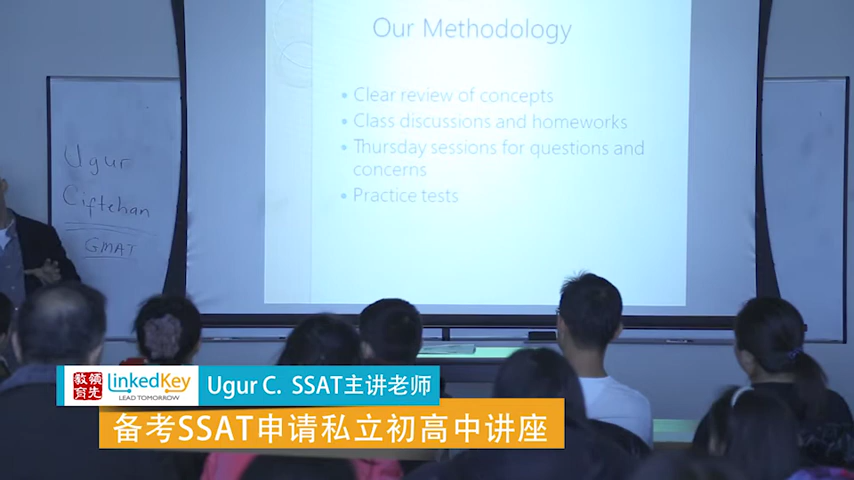 Our Methodology
• Clear review of concepts
• Class discussions and homeworks
• Thursday sessions for questions and
concerns
• Practice tests
Ugur
Ciftehan
GMAT
領先教育
LinkedKey
LEAD TOMORROW
Ugur C. SSAT主讲老师
备考SSAT申请私立初高中讲座